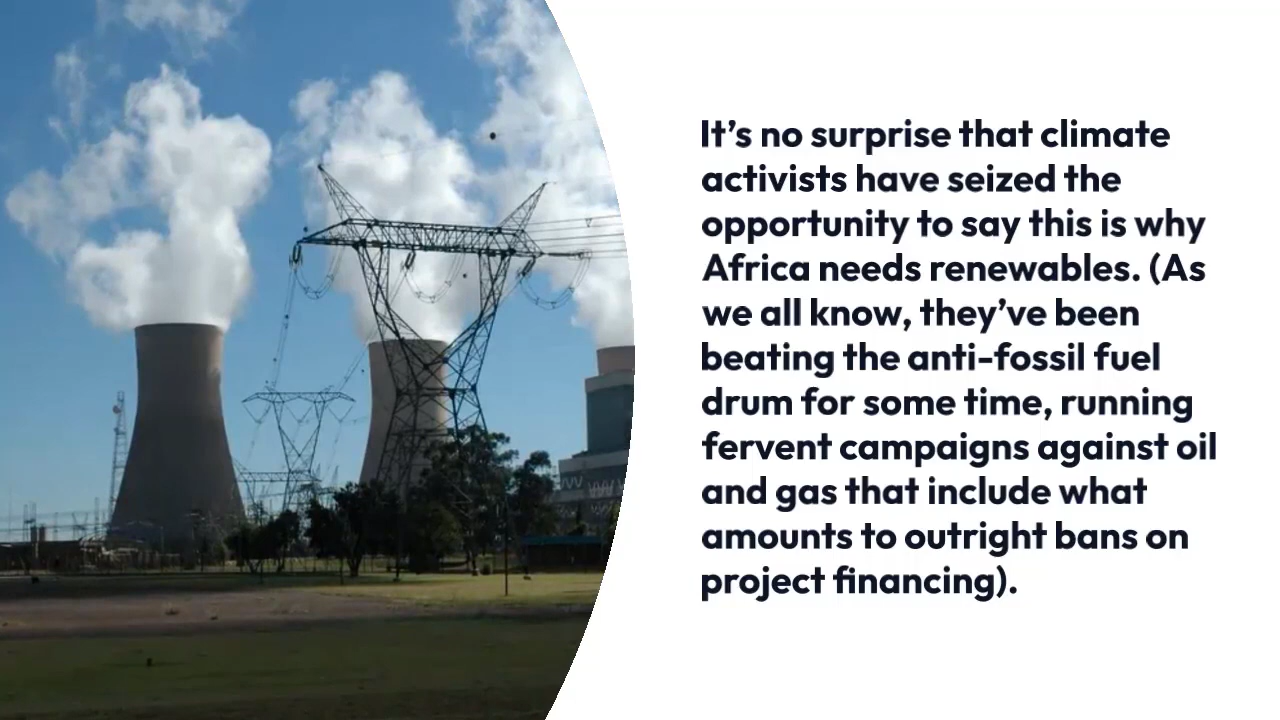 It’s no surprise that climate
activists have seized the
opportunity to say this is why
Africa needs renewables. (As
we all know, they’ve been
beating the anti-fossil fuel
drum for some time, running
fervent campaigns against oil
and gas that include what
amounts to outright bans on
project financing).